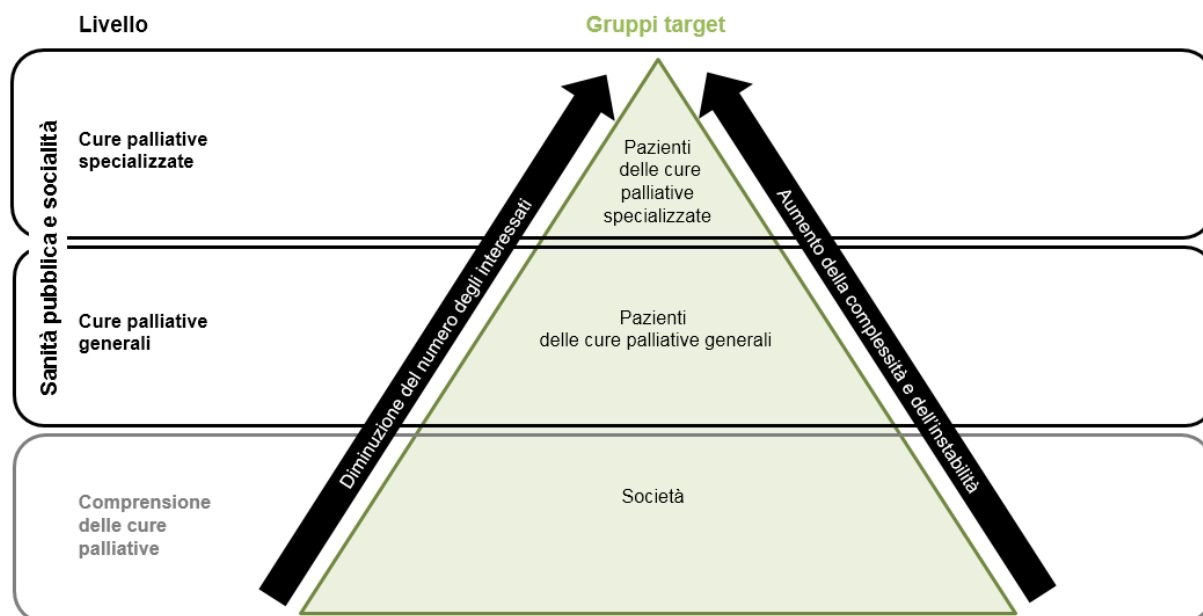 Livello
Gruppi target
Sanità pubblica e socialità
Cure palliative
specializzate
Pazienti
delle cure
palliative
specializzate
Diminuzione del numero degli interessati
Aumento della complessità e dell'instabilità
Cure palliative
generali
Pazienti
delle cure palliative generali
Comprensione
delle cure
palliative
Società